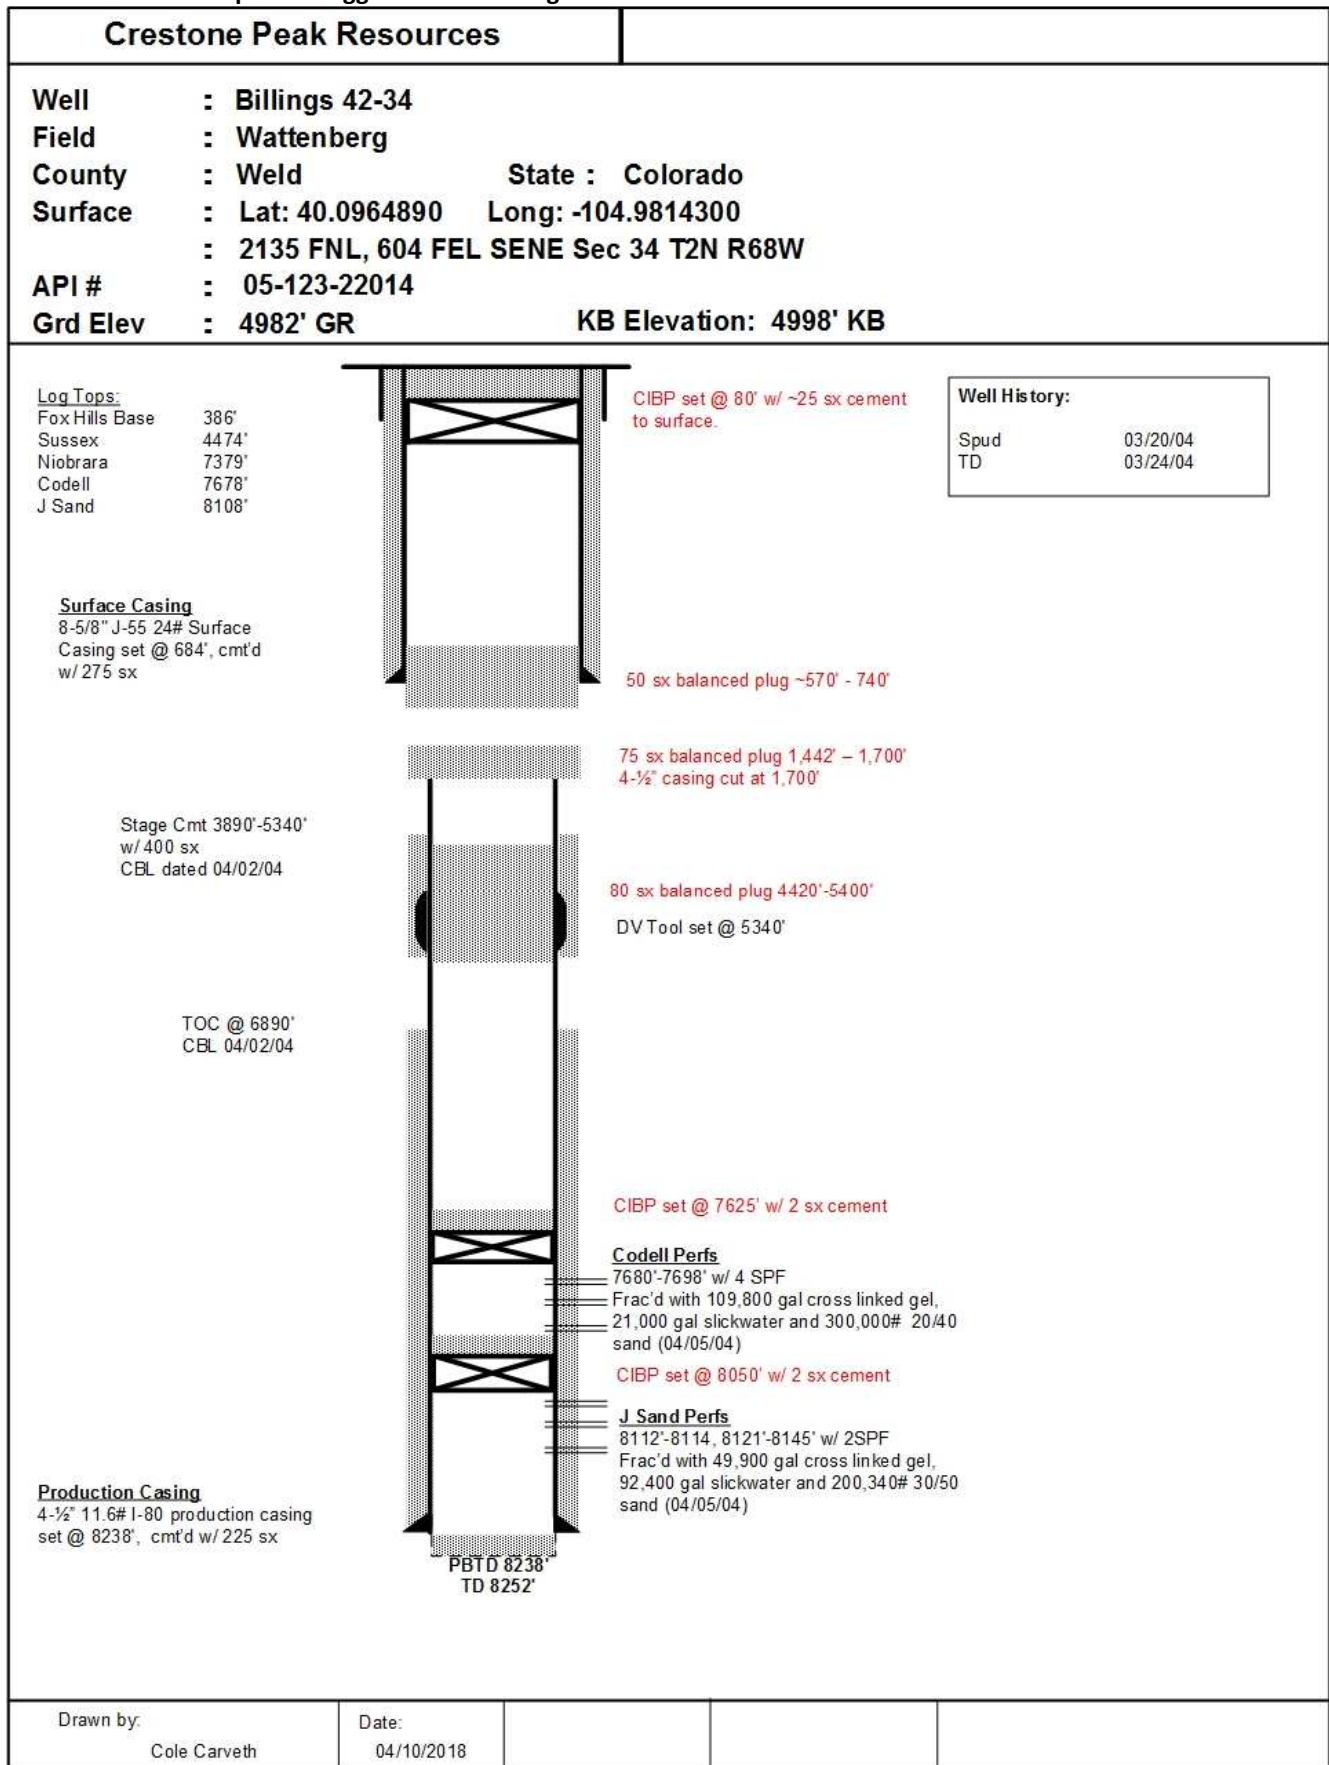 Crestone Peak Resources
Well : Billings 42-34
Field : Wattenberg
County : Weld State : Colorado
Surface : Lat: 40.0964890 Long: -104.9814300
: 2135 FNL, 604 FEL SENE Sec 34 T2N R68W
API # : 05-123-22014
Grd Elev : 4982' GR KB Elevation: 4998' KB
Log Tops:
Fox Hills Base 386'
Sussex 4474'
Niobrara 7379'
Codell 7678'
J Sand 8108'
CIBP set @ 80' w/ ~25 sx cement
to surface.
Well History:
Spud 03/20/04
TD 03/24/04
Surface Casing
8-5/8" J-55 24# Surface
Casing set @ 684', cmt'd
w/ 275 sx
50 sx balanced plug ~570' - 740'
75 sx balanced plug 1,442' – 1,700'
4-½" casing cut at 1,700'
Stage Cmt 3890'-5340'
w/ 400 sx
CBL dated 04/02/04
80 sx balanced plug 4420'-5400'
DV Tool set @ 5340'
TOC @ 6890'
CBL 04/02/04
CIBP set @ 7625' w/ 2 sx cement
Codell Perfs
7680'-7698' w/ 4 SPF
Frac'd with 109,800 gal cross linked gel,
21,000 gal slickwater and 300,000# 20/40
sand (04/05/04)
CIBP set @ 8050' w/ 2 sx cement
J Sand Perfs
8112'-8114, 8121'-8145' w/ 2SPF
Frac'd with 49,900 gal cross linked gel,
92,400 gal slickwater and 200,340# 30/50
sand (04/05/04)
Production Casing
4-½" 11.6# I-80 production casing
set @ 8238', cmt'd w/ 225 sx
PBTD 8238'
TD 8252'
Drawn by:
Cole Carveth
Date:
04/10/2018